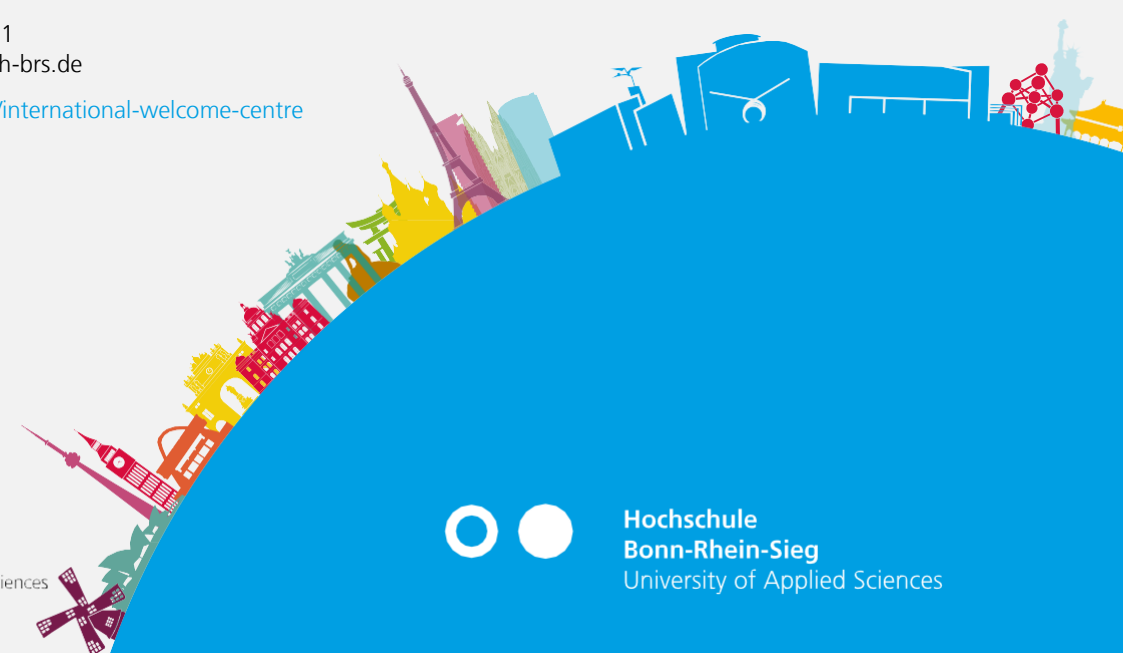 1
h-brs.de
/international-welcome-centre
Hochschule
Bonn-Rhein-Sieg
University of Applied Sciences
iences